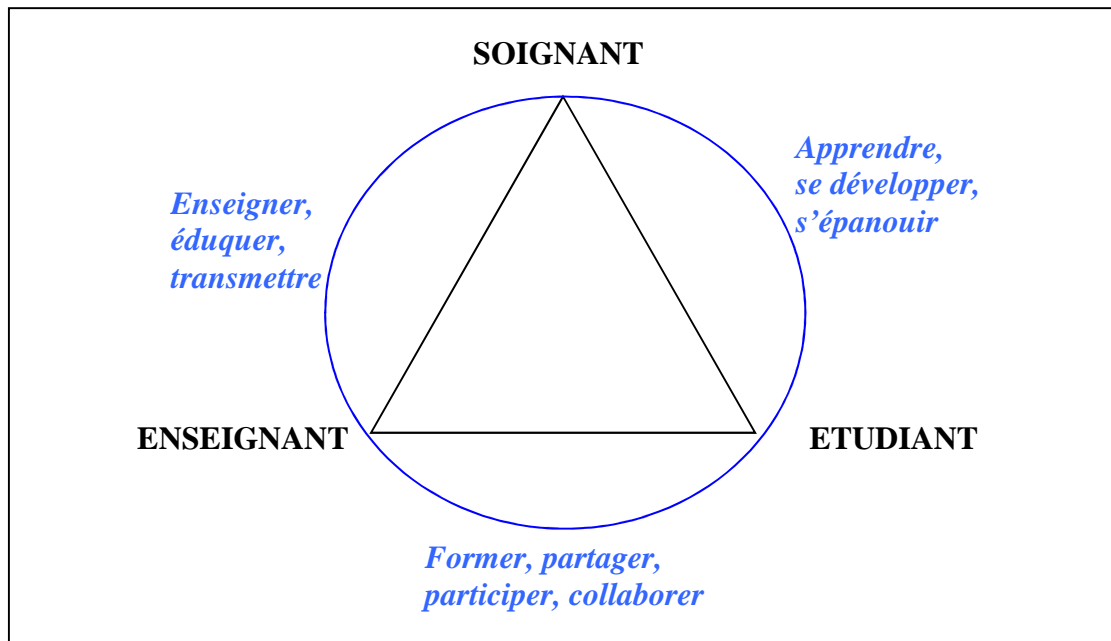 SOIGNANT
Apprendre,
se développer,
s’épanouir
Enseigner,
éduquer,
transmettre
ENSEIGNANT
ETUDIANT
Former, partager,
participer, collaborer